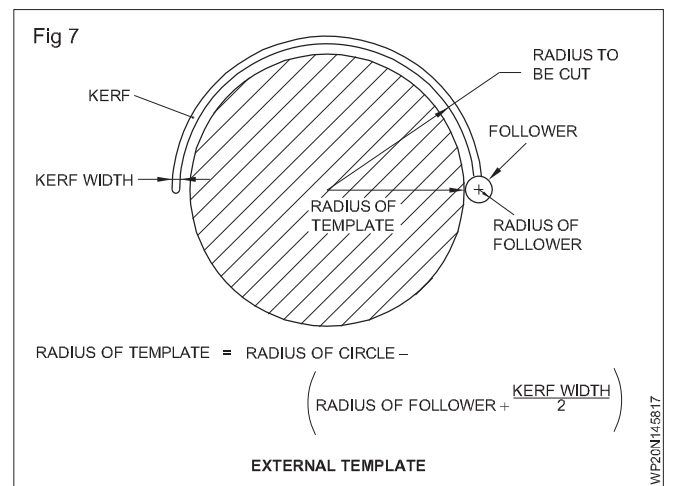 Fig 7
RADIUS TO
BE CUT
KERF
FOLLOWER
KERF WIDTH
RADIUS OF
TEMPLATE
RADIUS OF
FOLLOWER
RADIUS OF TEMPLATE = RADIUS OF CIRCLE –
(RADIUS OF FOLLOWER + KERF WIDTH
2)
EXTERNAL TEMPLATE
WP20N145817